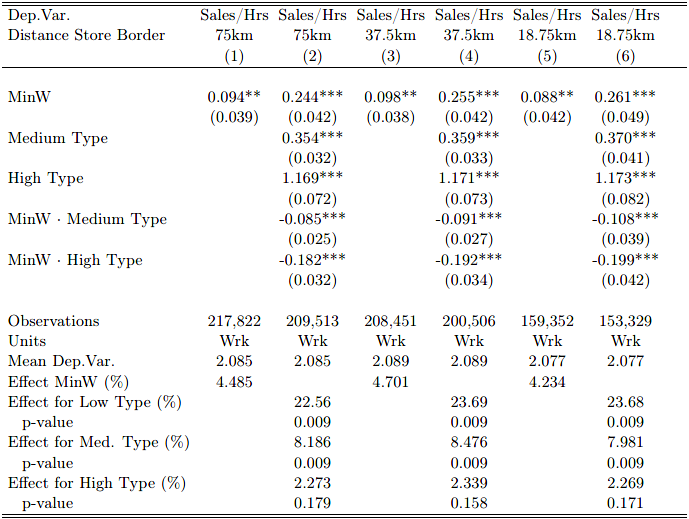 Dep.Var. Sales/Hrs Sales/Hrs Sales/Hrs Sales/Hrs Sales/Hrs Sales/Hrs
Distance Store Border 75km 75km 37.5km 37.5km 18.75km 18.75km
(1) (2) (3) (4) (5) (6)
MinW 0.094** 0.244*** 0.098** 0.255*** 0.088** 0.261***
(0.039) (0.042) (0.038) (0.042) (0.042) (0.049)
Medium Type 0.354*** 0.359*** 0.370***
(0.032) (0.033) (0.041)
High Type 1.169*** 1.171*** 1.173***
(0.072) (0.073) (0.082)
MinW · Medium Type -0.085*** -0.091*** -0.108***
(0.025) (0.027) (0.039)
MinW · High Type -0.182*** -0.192*** -0.199***
(0.032) (0.034) (0.042)
Observations 217,822 209,513 208,451 200,506 159,352 153,329
Units Wrk Wrk Wrk Wrk Wrk Wrk
Mean Dep.Var. 2.085 2.085 2.089 2.089 2.077 2.077
Effect MinW (%) 4.485 4.701 4.234
Effect for Low Type (%) 22.56 23.69 23.68
p-value 0.009 0.009 0.009
Effect for Med. Type (%) 8.186 8.476 7.981
p-value 0.009 0.009 0.009
Effect for High Type (%) 2.273 2.339 2.269
p-value 0.179 0.158 0.171